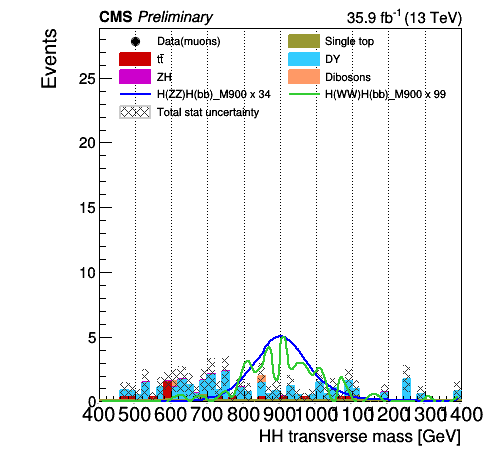 CMS Preliminary 35.9 fb⁻¹ (13 TeV)
Events
Data(muons) Single top
tt̄ DY
ZH Dibosons
H(ZZ)H(bb)_M900 x 34 H(WW)H(bb)_M900 x 99
Total stat uncertainty
25
20
15
10
5
0
400 500 600 700 800 900 1000 1100 1200 1300 1400
HH transverse mass [GeV]